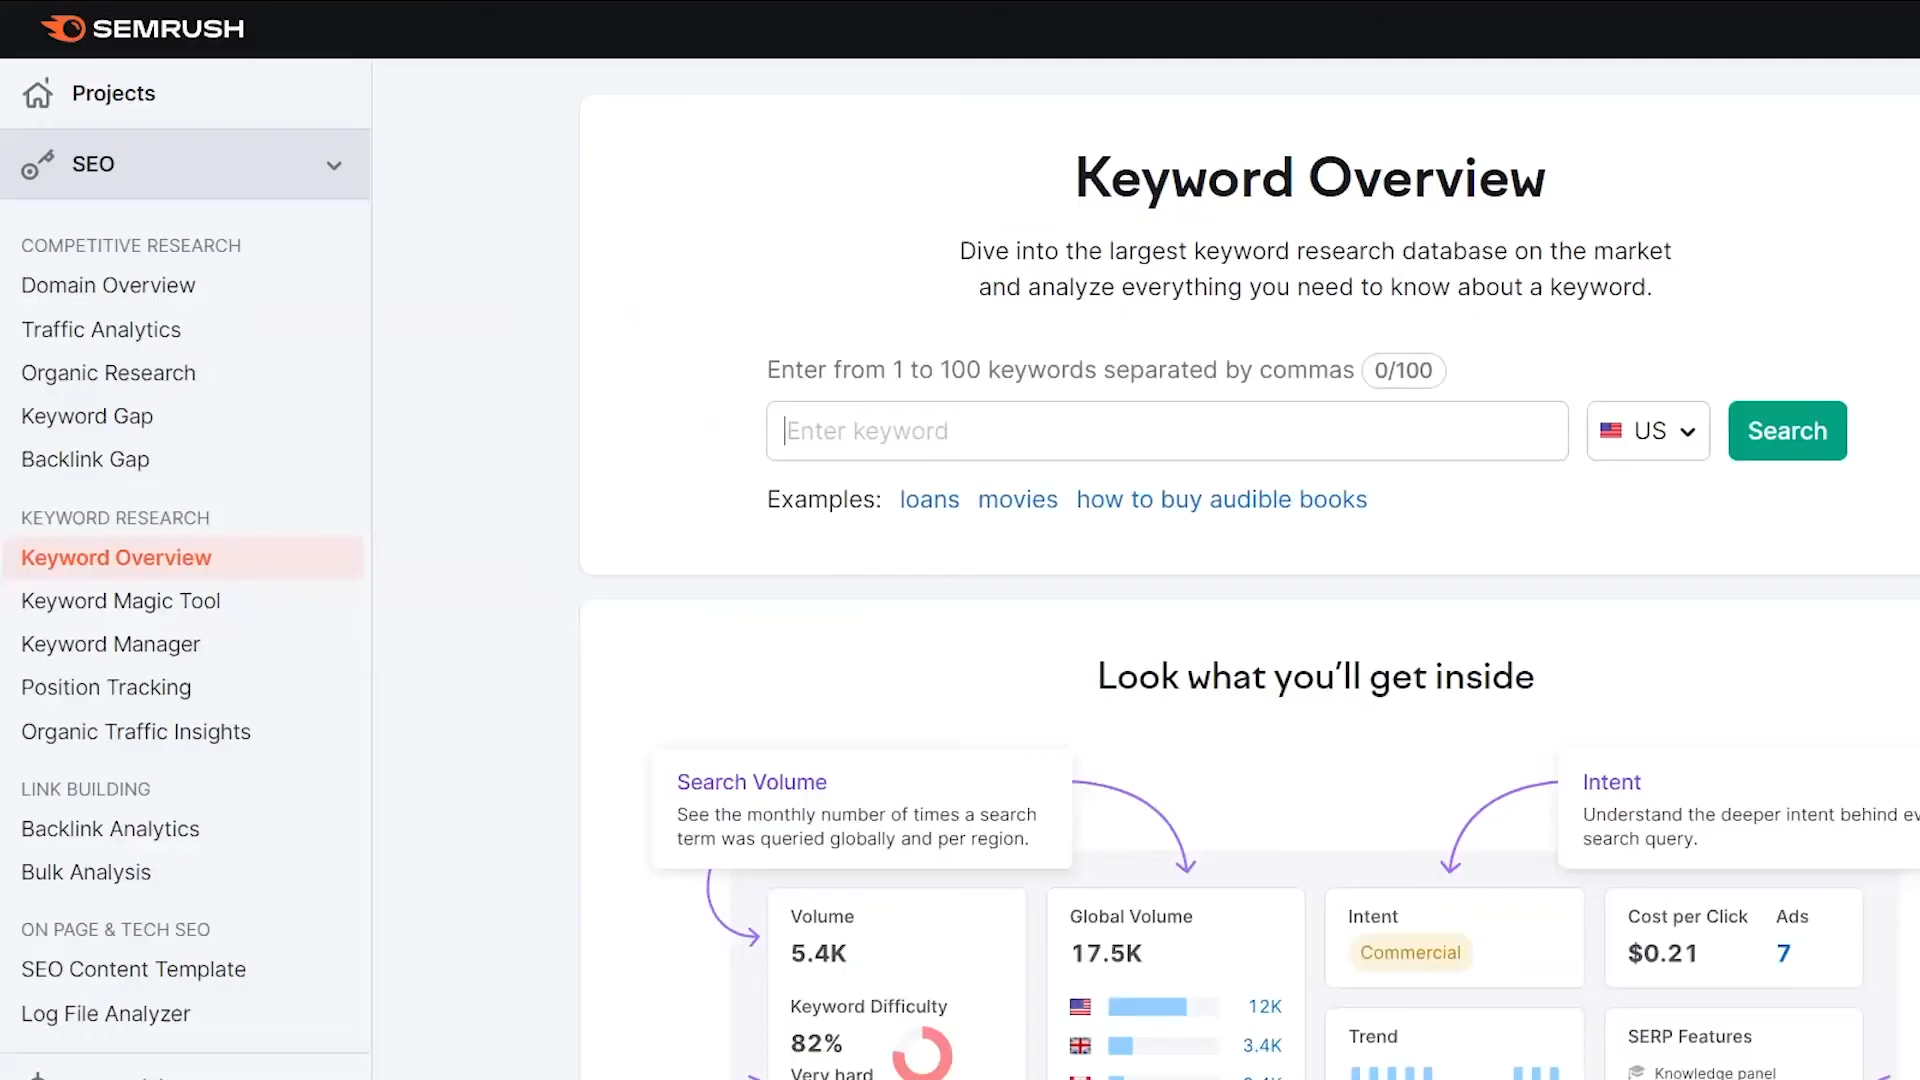 SEMRUSH
Projects
SEO
COMPETITIVE RESEARCH
Domain Overview
Traffic Analytics
Organic Research
Keyword Gap
Backlink Gap
KEYWORD RESEARCH
Keyword Overview
Keyword Magic Tool
Keyword Manager
Position Tracking
Organic Traffic Insights
LINK BUILDING
Backlink Analytics
Bulk Analysis
ON PAGE & TECH SEO
SEO Content Template
Log File Analyzer
Keyword Overview
Dive into the largest keyword research database on the market
and analyze everything you need to know about a keyword.
Enter from 1 to 100 keywords separated by commas 0/100
Enter keyword
US
Search
Examples: loans movies how to buy audible books
Look what you'll get inside
Search Volume
See the monthly number of times a search
term was queried globally and per region.
Intent
Understand the deeper intent behind
search query.
Volume
5.4K
Keyword Difficulty
82%
Very hard
Global Volume
17.5K
12K
3.4K
Intent
Commercial
Trend
Cost per Click Ads
$0.21 7
SERP Features
Knowledge panel